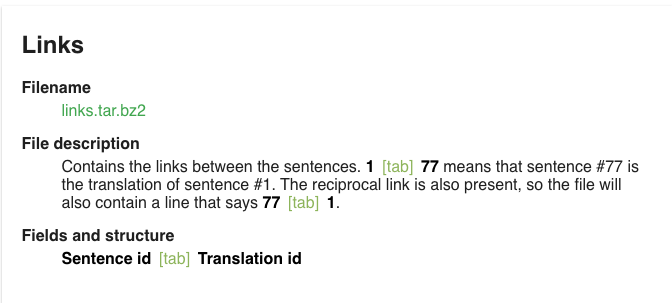 Links
Filename
links.tar.bz2
File description
Contains the links between the sentences. 1 [tab] 77 means that sentence #77 is
the translation of sentence #1. The reciprocal link is also present, so the file will
also contain a line that says 77 [tab] 1.
Fields and structure
Sentence id [tab] Translation id